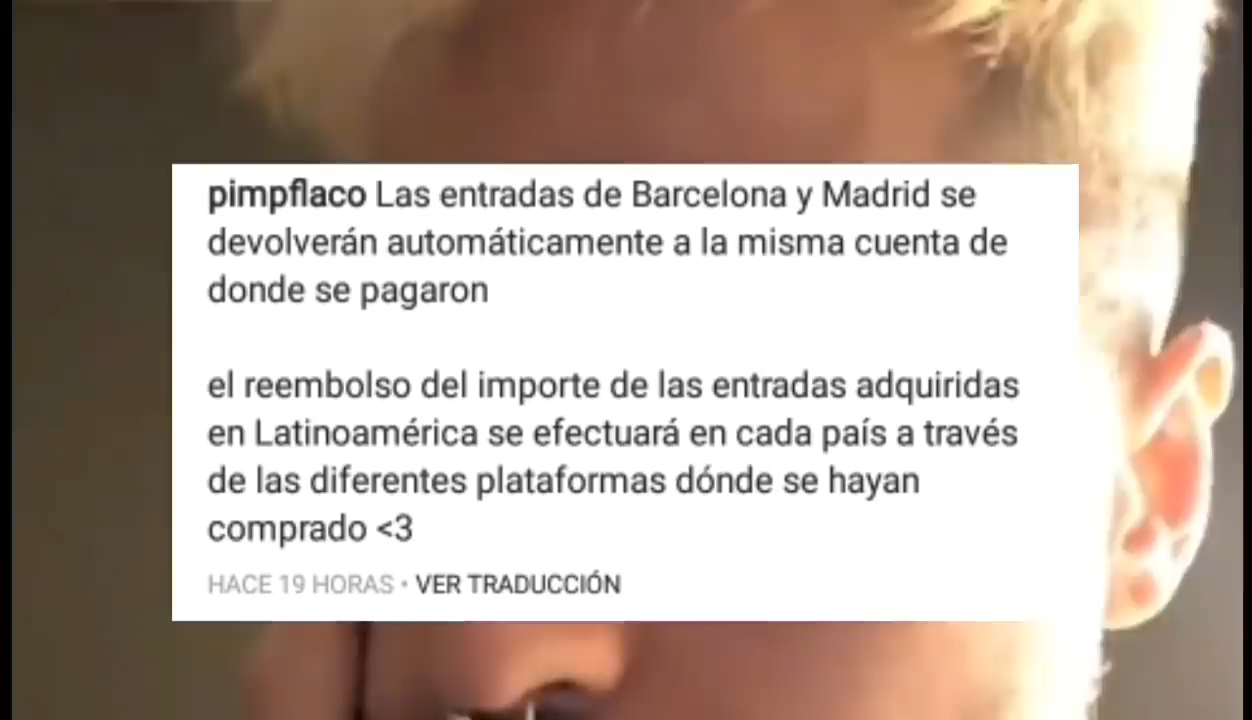 pimpflaco Las entradas de Barcelona y Madrid se
devolverán automáticamente a la misma cuenta de
donde se pagaron
el reembolso del importe de las entradas adquiridas
en Latinoamérica se efectuará en cada país a través
de las diferentes plataformas dónde se hayan
comprado <3
HACE 19 HORAS • VER TRADUCCIÓN